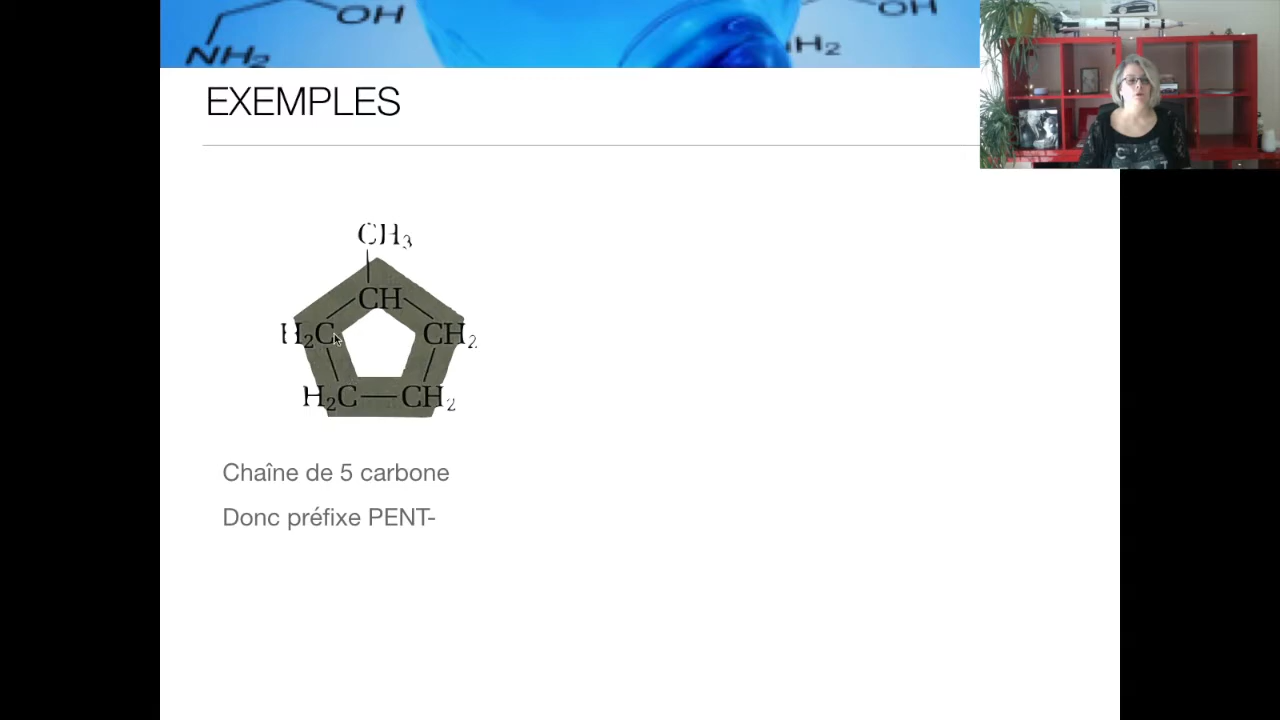 OH
OH
NH₂
H₂
EXEMPLES
CH₃
CH
H₂C CH₂
H₂C CH₂
Chaîne de 5 carbone
Donc préfixe PENT-